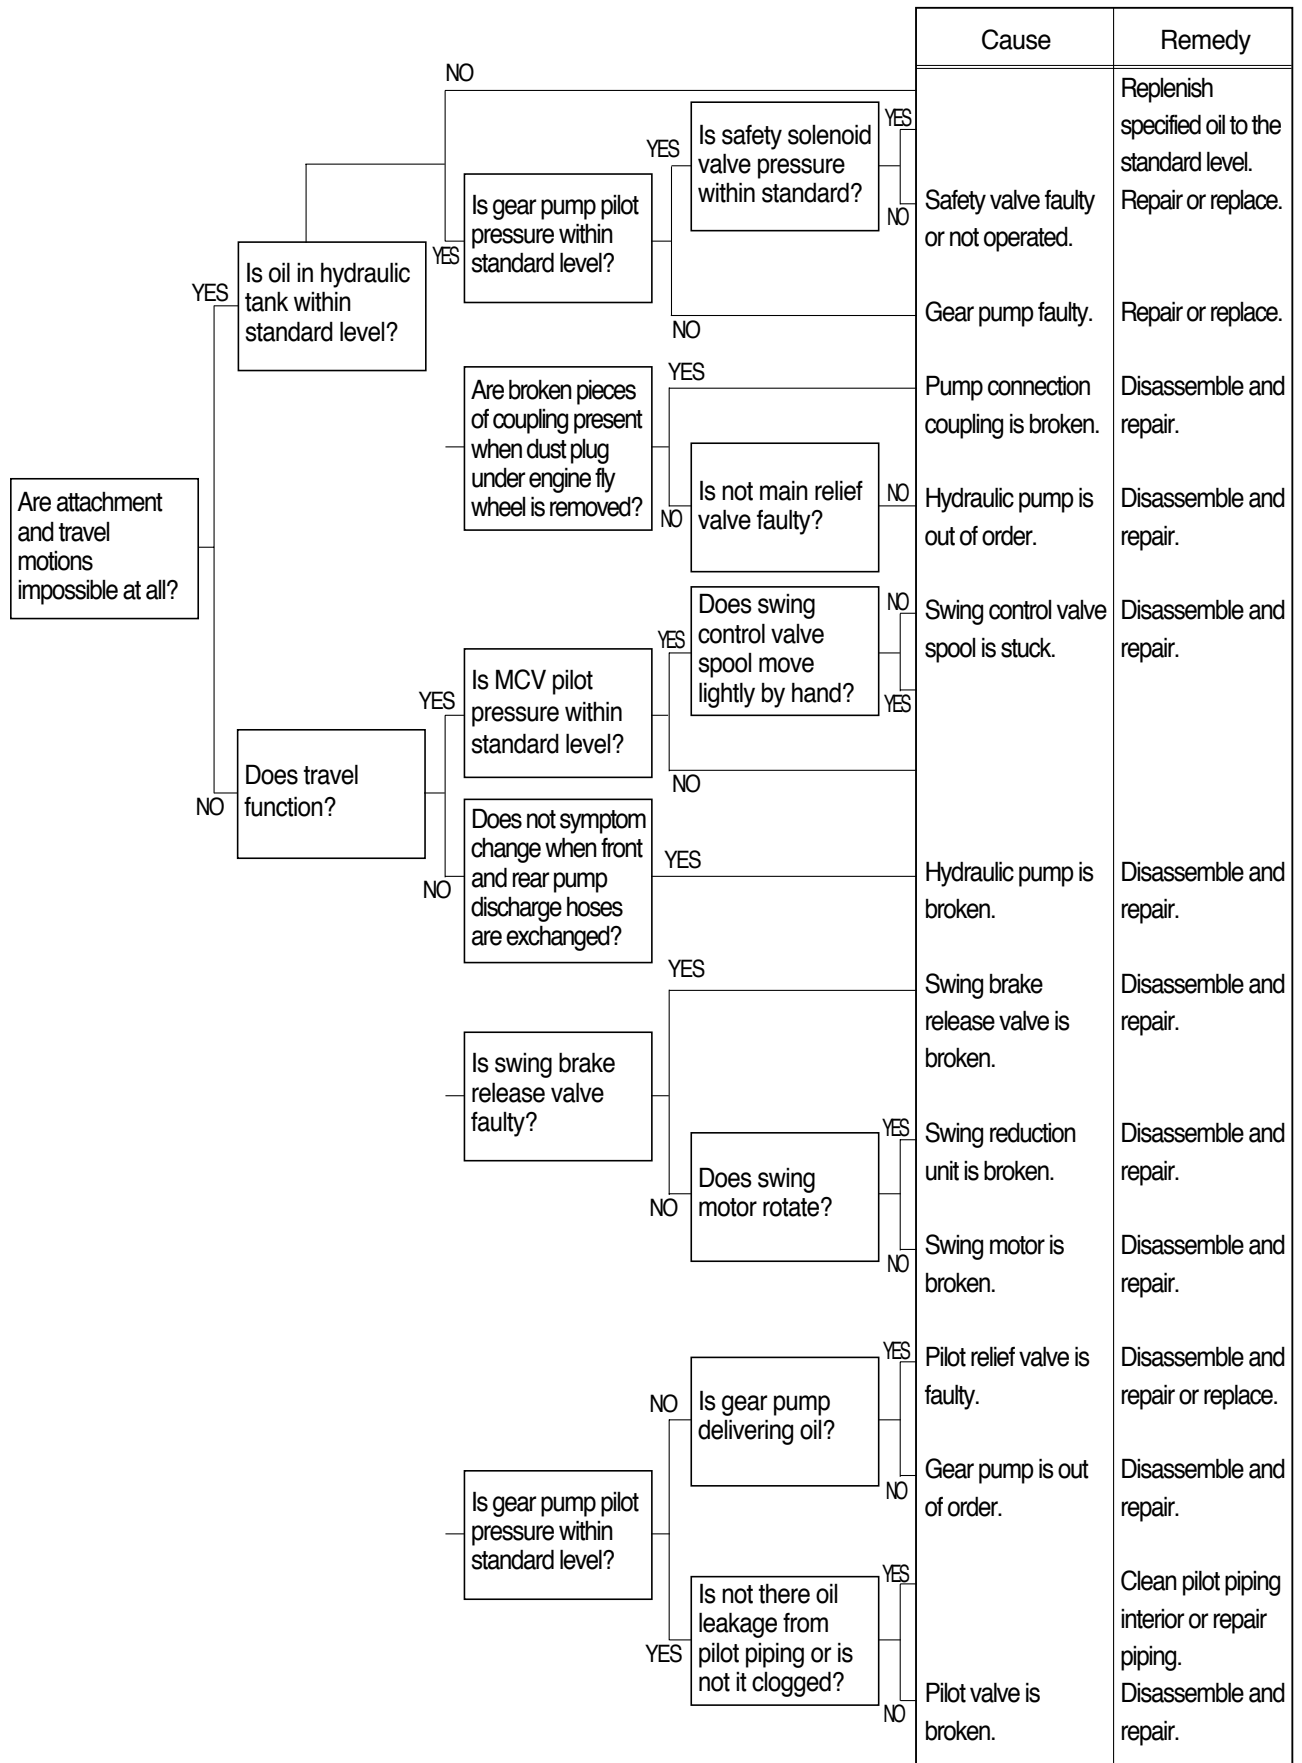 Cause
Remedy
NO
Replenish
specified oil to the
standard level.
YES
Is safety solenoid
valve pressure
within standard?
YES
NO
Safety valve faulty
or not operated.
Repair or replace.
Is gear pump pilot
pressure within
standard level?
YES
Is oil in hydraulic
tank within
standard level?
YES
NO
Gear pump faulty.
Repair or replace.
YES
Are broken pieces
of coupling present
when dust plug
under engine fly
wheel is removed?
Pump connection
coupling is broken.
Disassemble and
repair.
Is not main relief
valve faulty?
NO
NO
Hydraulic pump is
out of order.
Disassemble and
repair.
Are attachment
and travel
motions
impossible at all?
Does swing
control valve
spool move
lightly by hand?
NO
YES
YES
Swing control valve
spool is stuck.
Disassemble and
repair.
Is MCV pilot
pressure within
standard level?
YES
NO
Does travel
function?
NO
Does not symptom
change when front
and rear pump
discharge hoses
are exchanged?
NO
YES
Hydraulic pump is
broken.
Disassemble and
repair.
YES
Swing brake
release valve is
broken.
Disassemble and
repair.
Is swing brake
release valve
faulty?
NO
Does swing
motor rotate?
YES
Swing reduction
unit is broken.
Disassemble and
repair.
NO
Swing motor is
broken.
Disassemble and
repair.
NO
Is gear pump
delivering oil?
YES
Pilot relief valve is
faulty.
Disassemble and
repair or replace.
NO
Gear pump is out
of order.
Disassemble and
repair.
Is gear pump pilot
pressure within
standard level?
YES
Is not there oil
leakage from
pilot piping or is
not it clogged?
YES
Clean pilot piping
interior or repair
piping.
NO
Pilot valve is
broken.
Disassemble and
repair.